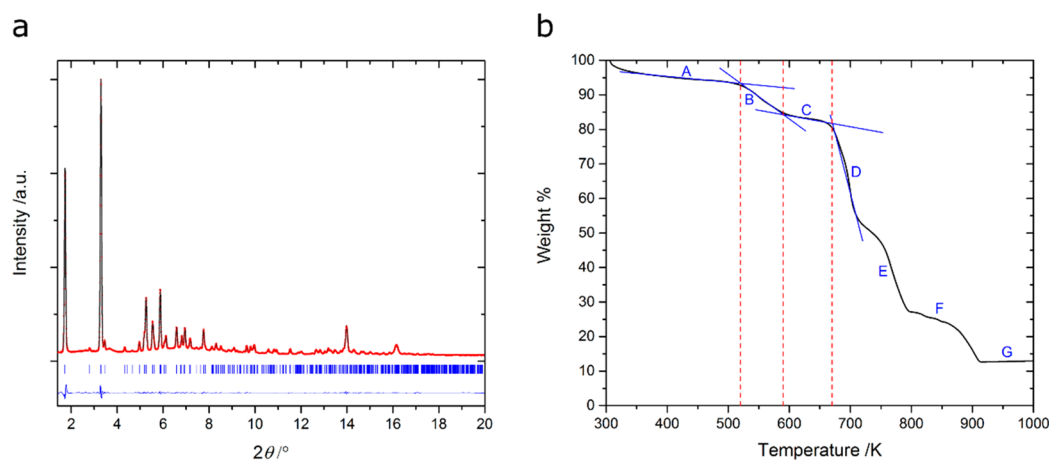 a
Intensity /a.u.
2 4 6 8 10 12 14 16 18 20
2θ/°
b
100
90
80
70
60
50
40
30
20
10
0
A
B
C
D
E
F
G
Weight %
300 400 500 600 700 800 900 1000
Temperature /K